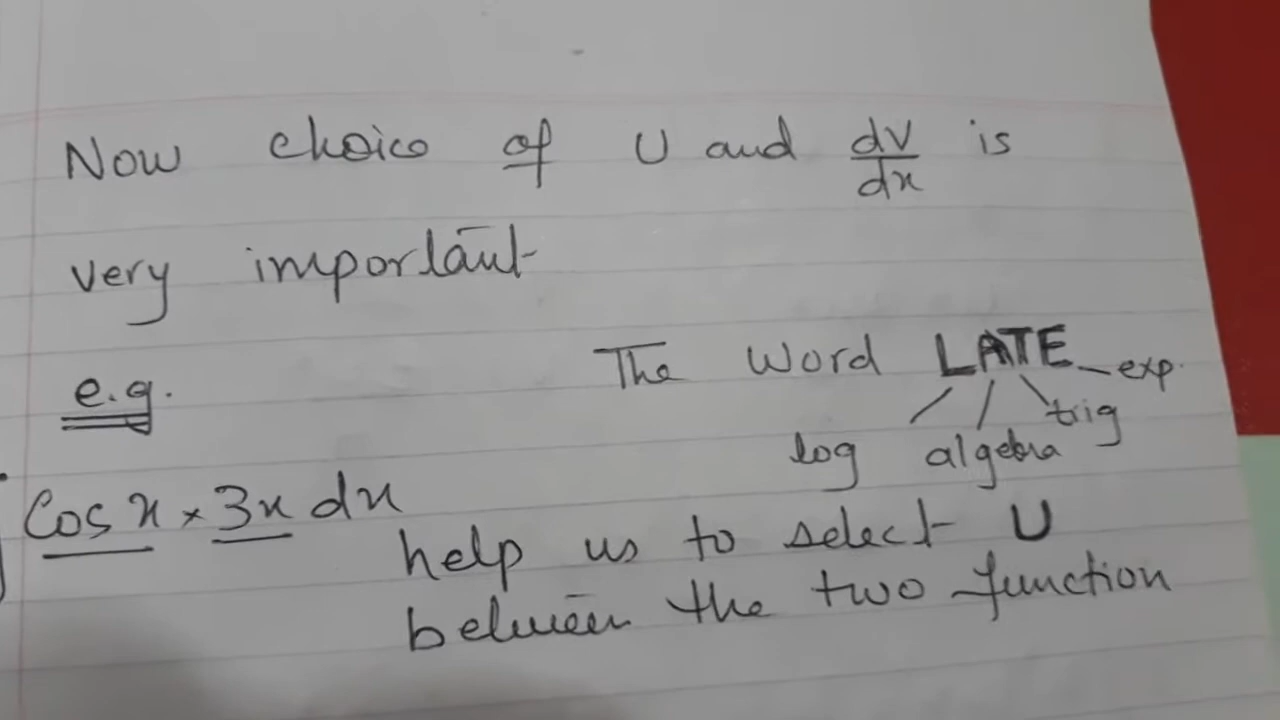 Now choice of U and dv/dx is
very important
e.g. The Word LATE exp.
log algebra trig
∫ Cos x × 3x dx
help us to select U
between the two function